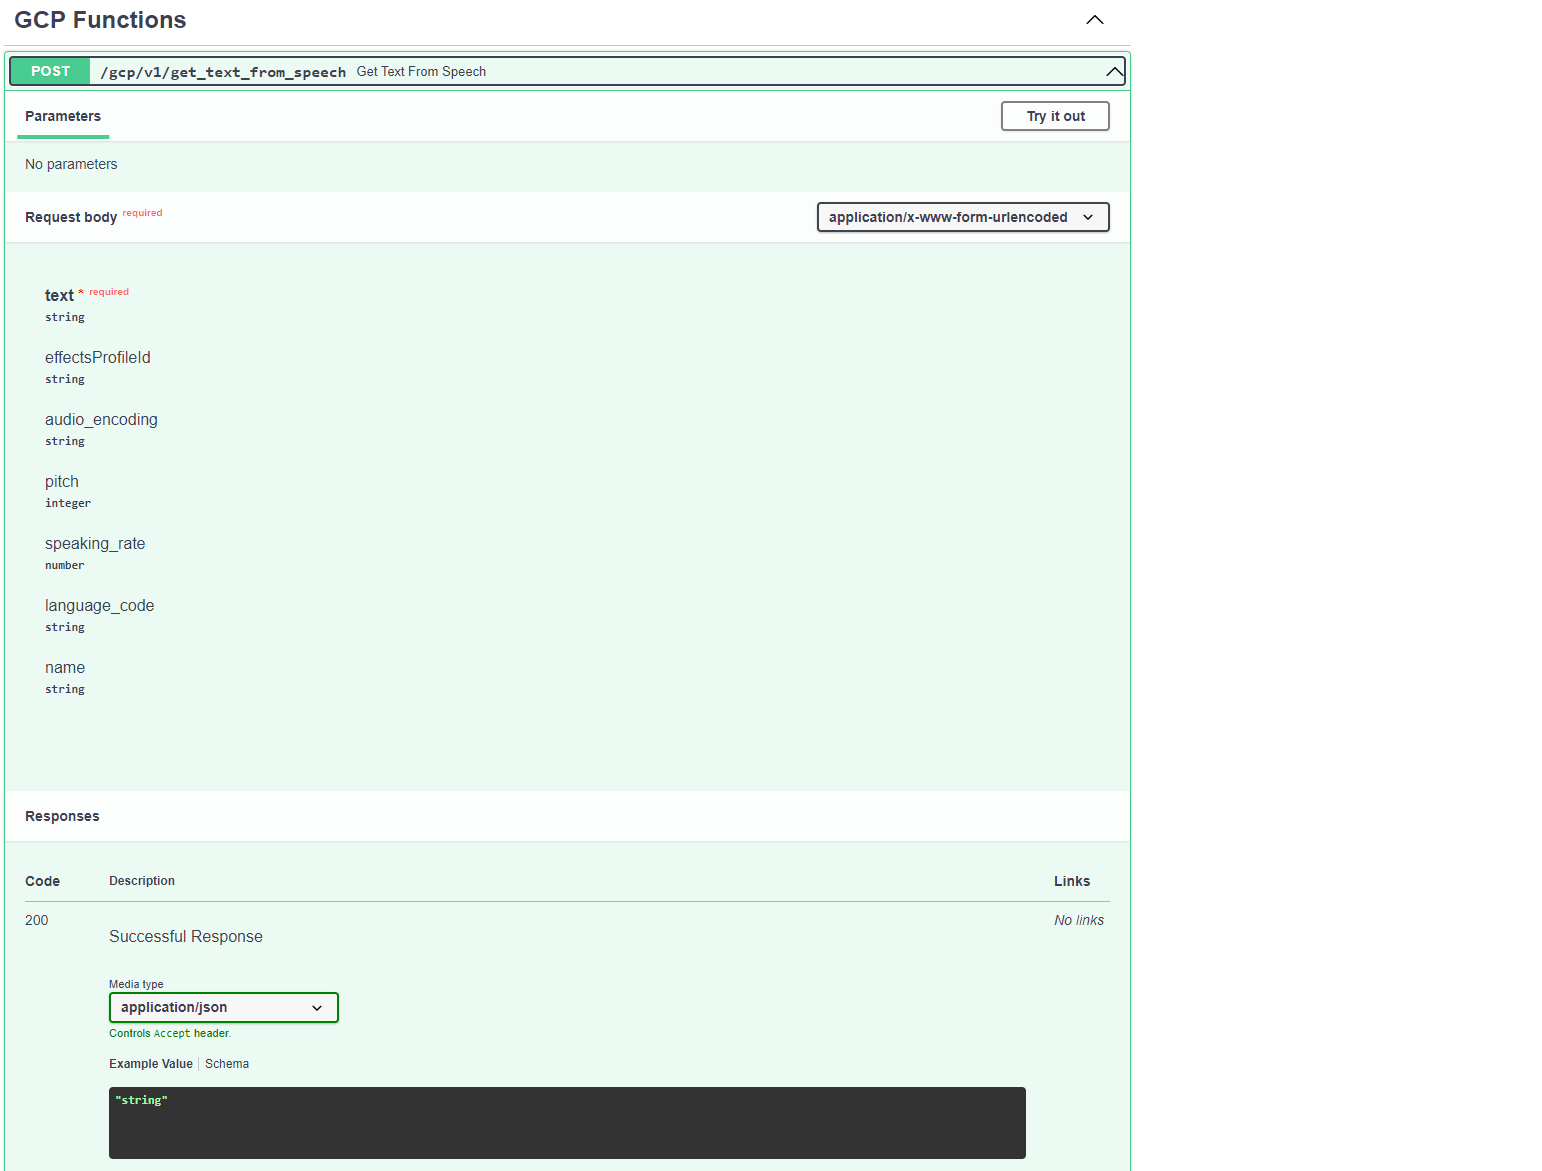 GCP Functions
POST /gcp/v1/get_text_from_speech Get Text From Speech
Parameters
Try it out
No parameters
Request body required
application/x-www-form-urlencoded
text * required
string
effectsProfileId
string
audio_encoding
string
pitch
integer
speaking_rate
number
language_code
string
name
string
Responses
Code Description Links
200 No links
Successful Response
Media type
application/json
Controls Accept header.
Example Value Schema
"string"